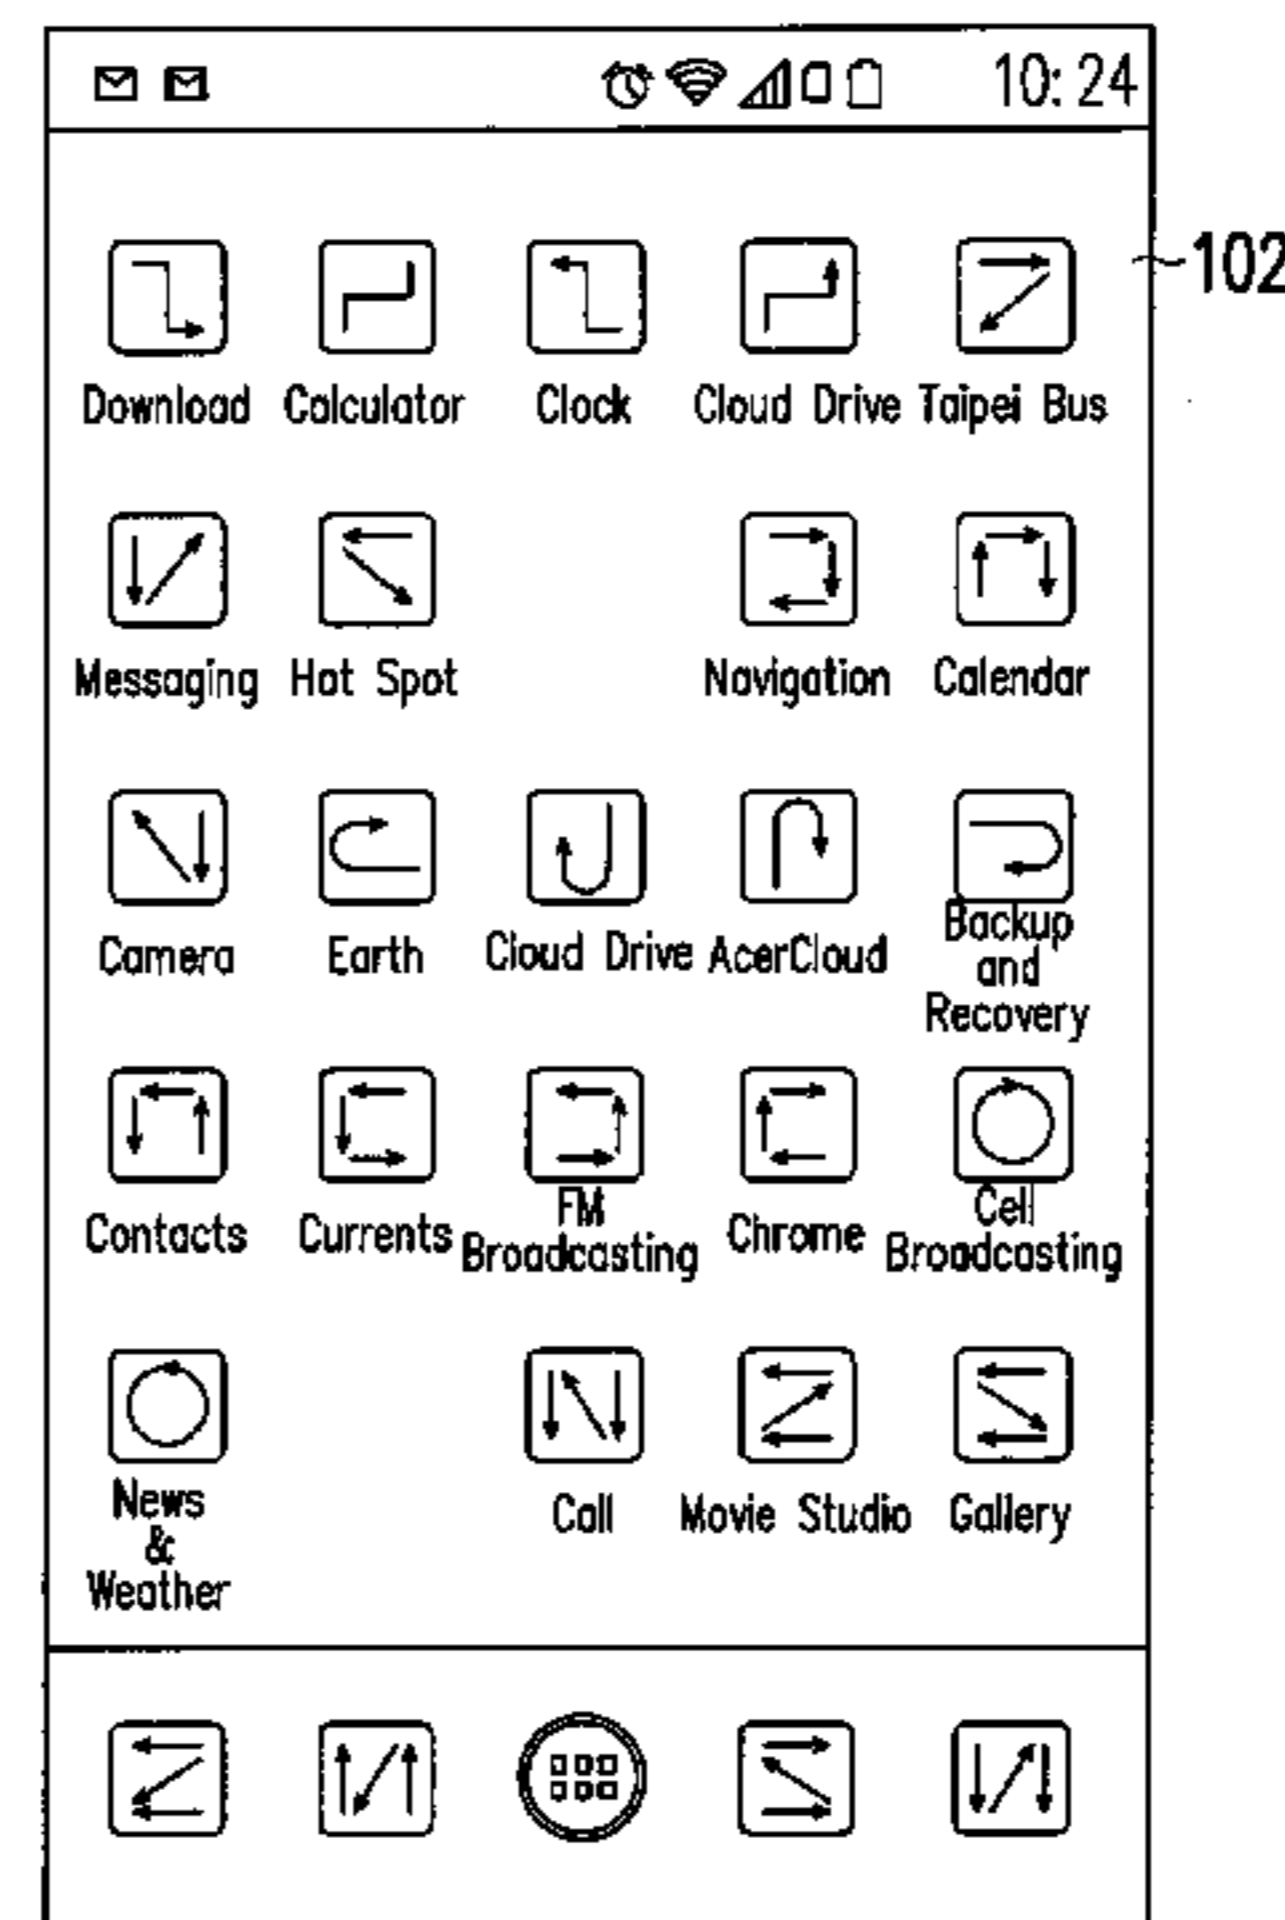 10:24
102
Download Calculator Clock Cloud Drive Taipei Bus
Messaging Hot Spot Navigation Calendar
Camera Earth Cloud Drive AcerCloud Backup
and
Recovery
Contacts Currents FM
Broadcasting Chrome Cell
Broadcasting
News
&
Weather
Call Movie Studio Gallery